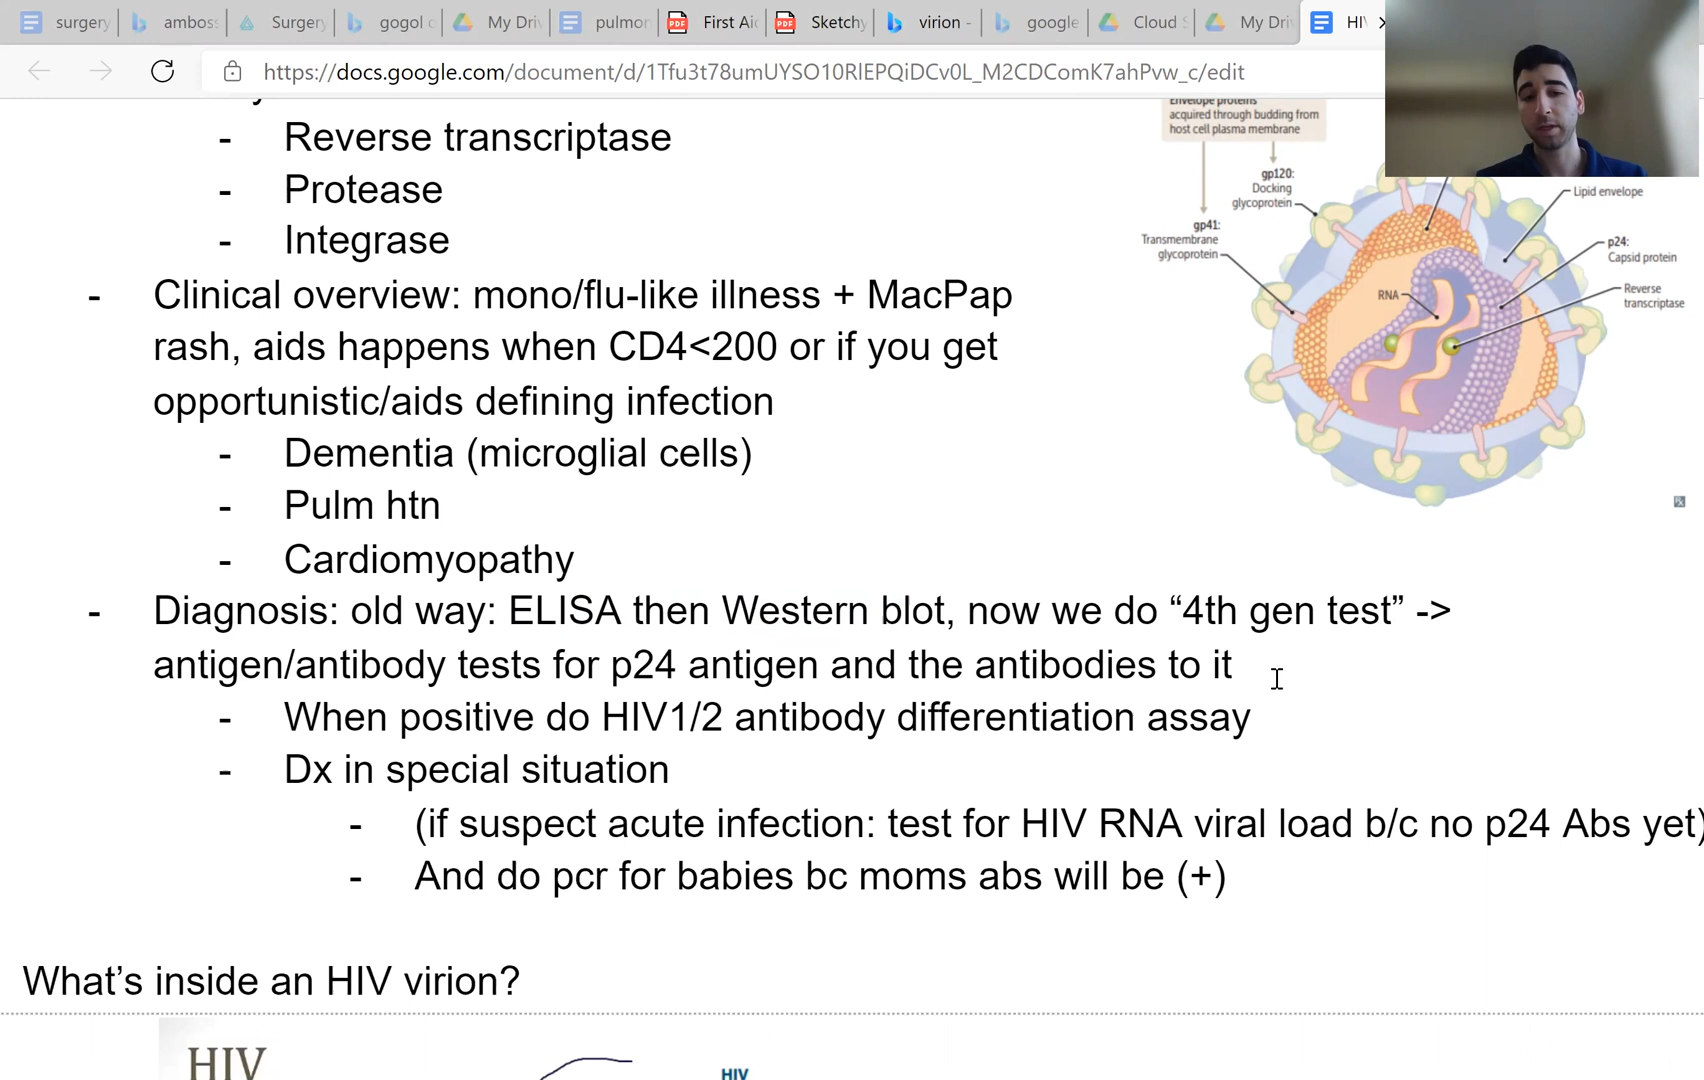 surgery
ambos
Surgery
gogol
My Dri
pulmon
First Ai
Sketchy
virion -
google
Cloud S
My Dri
HIV
https://docs.google.com/document/d/1Tfu3t78umUYSO10RlEPQiDCv0L_M2CDComK7ahPvw_c/edit
- Reverse transcriptase
- Protease
- Integrase
- Clinical overview: mono/flu-like illness + MacPap
rash, aids happens when CD4<200 or if you get
opportunistic/aids defining infection
- Dementia (microglial cells)
- Pulm htn
- Cardiomyopathy
- Diagnosis: old way: ELISA then Western blot, now we do “4th gen test” ->
antigen/antibody tests for p24 antigen and the antibodies to it
- When positive do HIV1/2 antibody differentiation assay
- Dx in special situation
- (if suspect acute infection: test for HIV RNA viral load b/c no p24 Abs yet)
- And do pcr for babies bc moms abs will be (+)
What’s inside an HIV virion?
HIV
HIV
Envelope proteins
acquired through budding from
host cell plasma membrane
gp120:
Docking
glycoprotein
gp41:
Transmembrane
glycoprotein
RNA
Lipid envelope
p24:
Capsid protein
Reverse
transcriptase